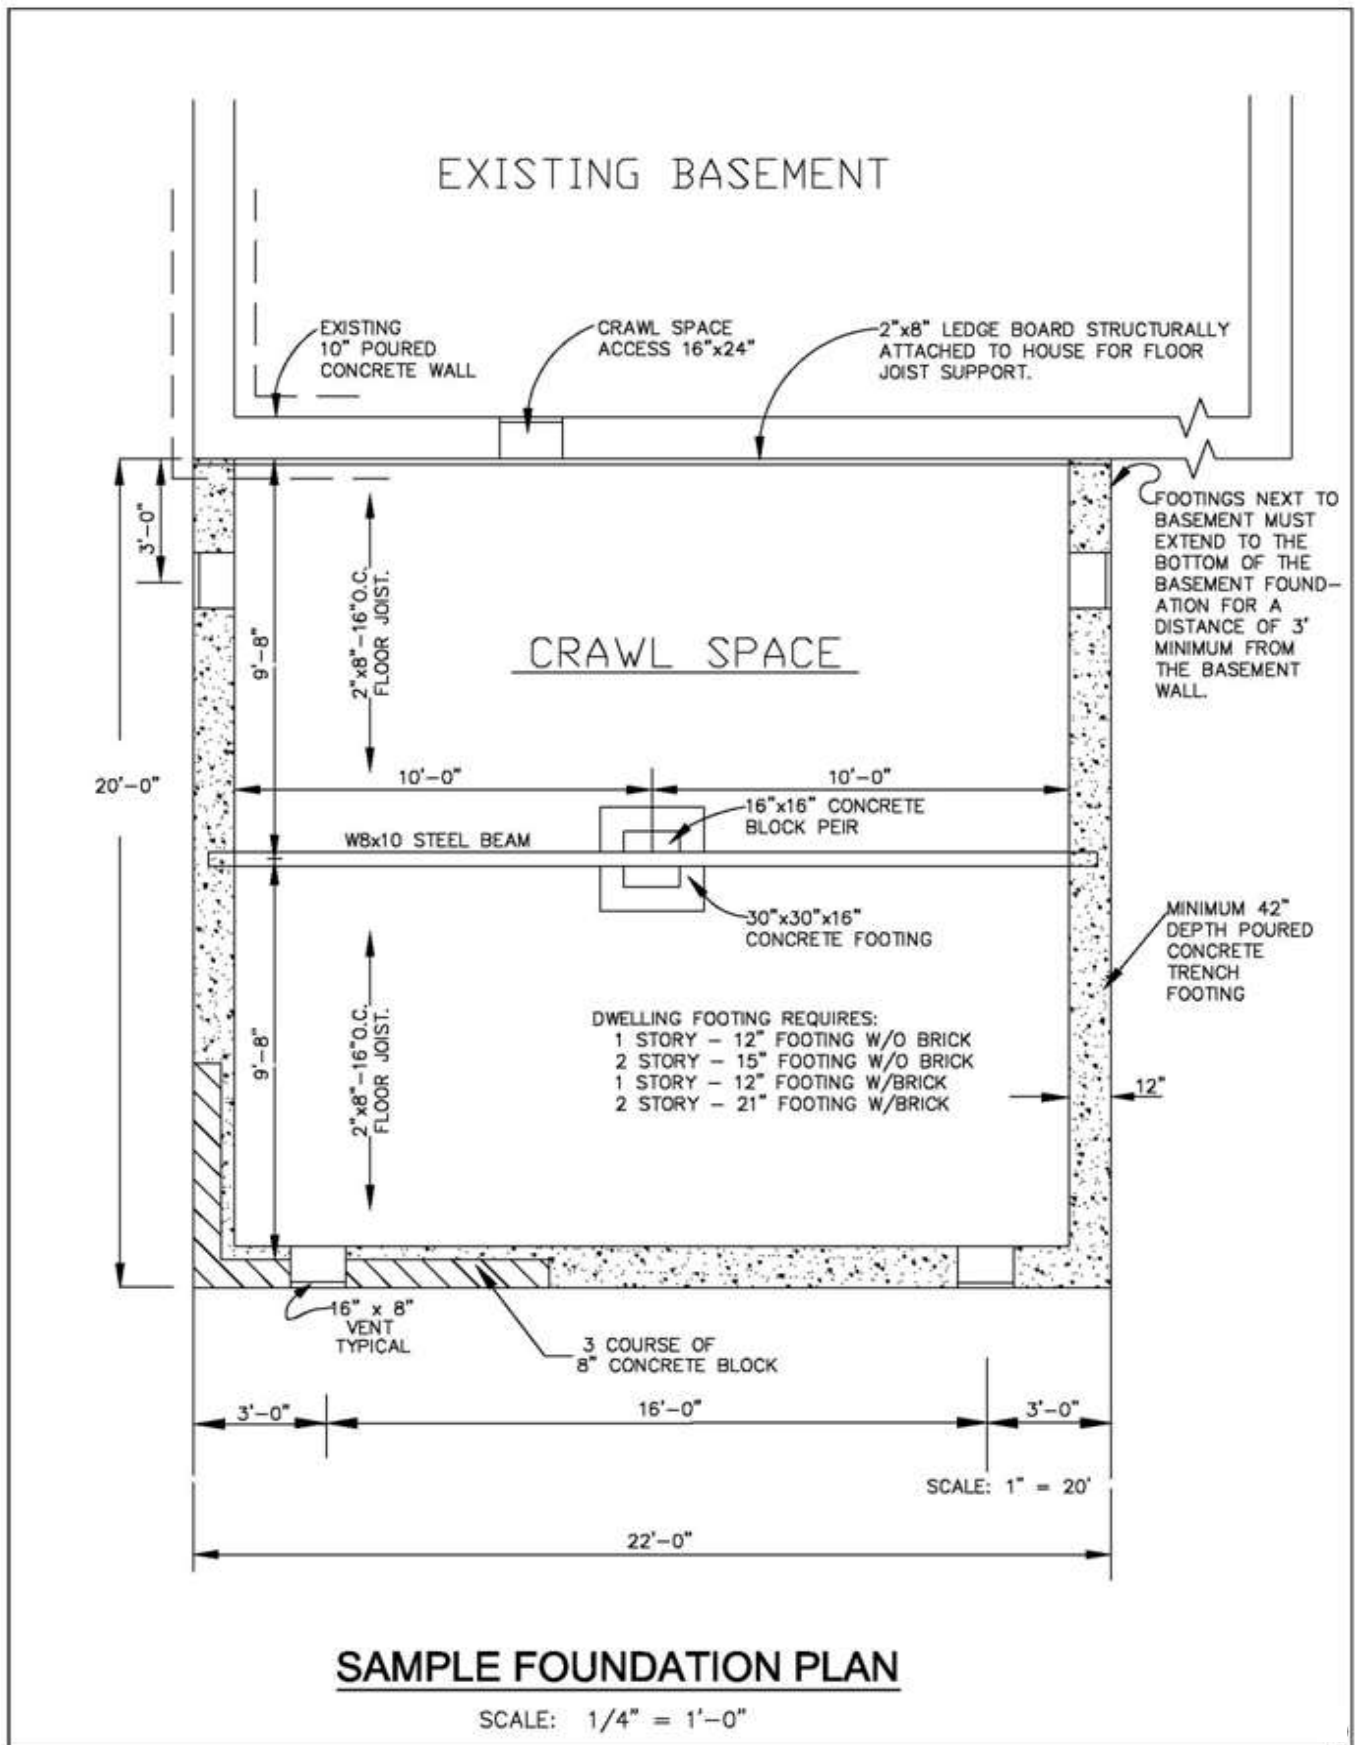 EXISTING BASEMENT
EXISTING
10" POURED
CONCRETE WALL
CRAWL SPACE
ACCESS 16"x24"
2"x8" LEDGE BOARD STRUCTURALLY
ATTACHED TO HOUSE FOR FLOOR
JOIST SUPPORT.
3'-0"
FOOTINGS NEXT TO
BASEMENT MUST
EXTEND TO THE
BOTTOM OF THE
BASEMENT FOUND-
ATION FOR A
DISTANCE OF 3'
MINIMUM FROM
THE BASEMENT
WALL.
9'-8"
2"x8"-16"O.C.
FLOOR JOIST.
CRAWL SPACE
20'-0"
10'-0"
10'-0"
16"x16" CONCRETE
BLOCK PEIR
W8x10 STEEL BEAM
30"x30"x16"
CONCRETE FOOTING
MINIMUM 42"
DEPTH POURED
CONCRETE
TRENCH
FOOTING
9'-8"
2"x8"-16"O.C.
FLOOR JOIST.
DWELLING FOOTING REQUIRES:
1 STORY - 12" FOOTING W/O BRICK
2 STORY - 15" FOOTING W/O BRICK
1 STORY - 12" FOOTING W/BRICK
2 STORY - 21" FOOTING W/BRICK
12"
16" x 8"
VENT
TYPICAL
3 COURSE OF
8" CONCRETE BLOCK
3'-0"
16'-0"
3'-0"
SCALE: 1" = 20'
22'-0"
SAMPLE FOUNDATION PLAN
SCALE: 1/4" = 1'-0"